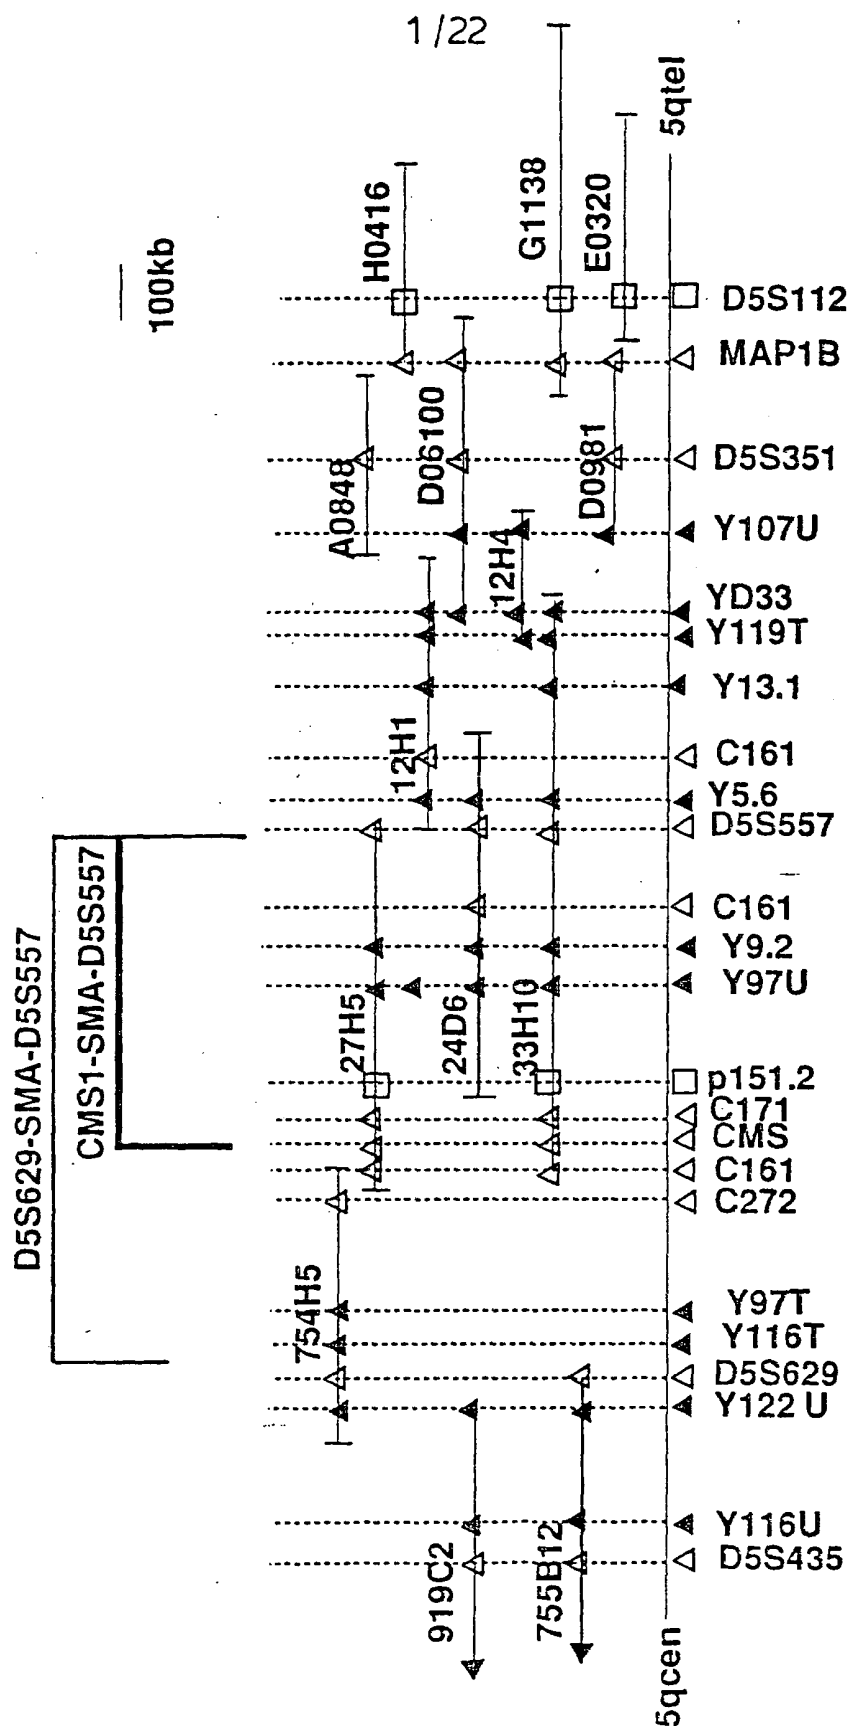 1/22
100kb
D5S629-SMA-D5S557
CMS1-SMA-D5S557
H0416
G1138
E0320
A0848
D06100
D0981
12H4
12H1
27H5
24D6
33H10
754H5
919C2
755B12
5qtel
D5S112
MAP1B
D5S351
Y107U
YD33
Y119T
Y13.1
C161
Y5.6
D5S557
C161
Y9.2
Y97U
p151.2
C171
CMS
C161
C272
Y97T
Y116T
D5S629
Y122 U
Y116U
D5S435
5qcen